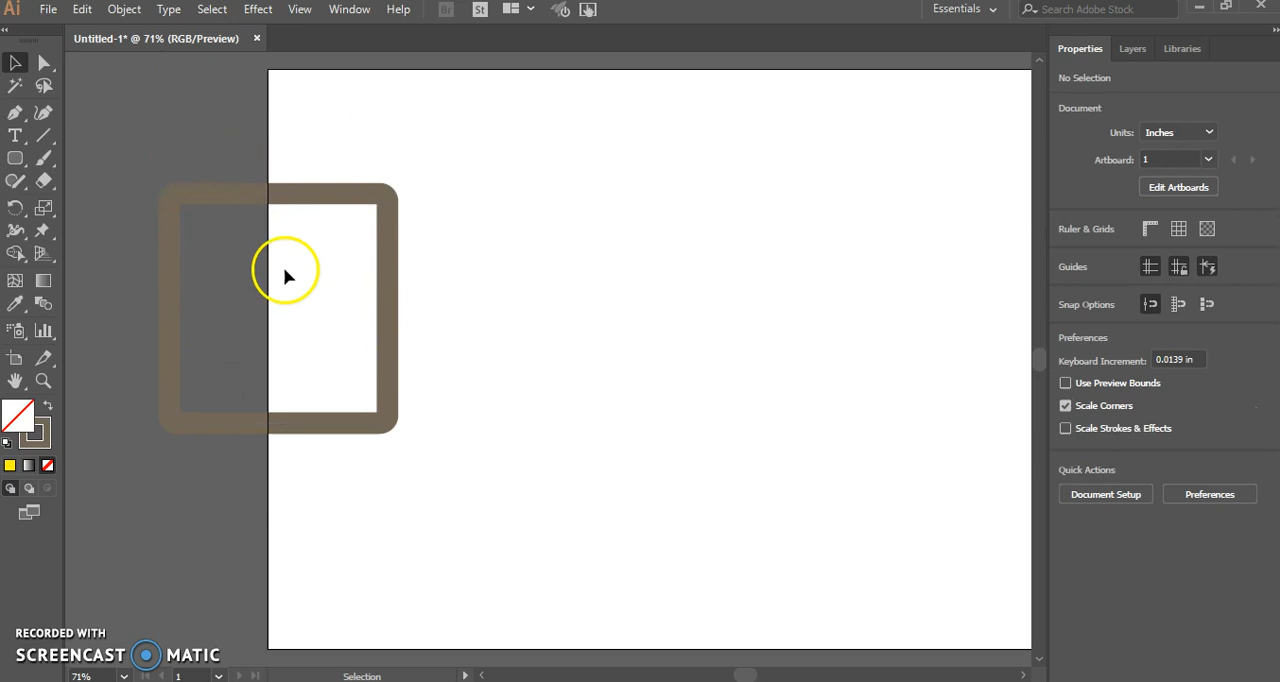 Ai File Edit Object Type Select Effect View Window Help Br St Essentials Search Adobe Stock
Untitled-1* @ 71% (RGB/Preview)
Properties Layers Libraries
No Selection
Document
Units: Inches
Artboard: 1
Edit Artboards
Ruler & Grids
Guides
Snap Options
Preferences
Keyboard Increment: 0.0139 in
Use Preview Bounds
Scale Corners
Scale Strokes & Effects
Quick Actions
Document Setup Preferences
RECORDED WITH
SCREENCAST MATIC
71% 1 Selection